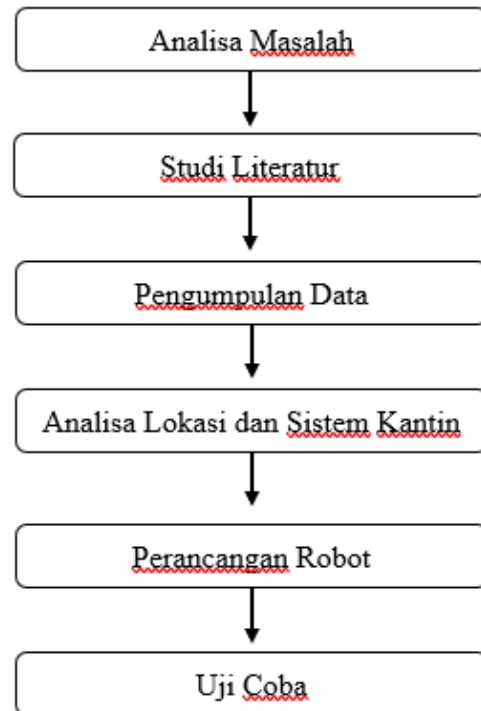 Analisa Masalah
Studi Literatur
Pengumpulan Data
Analisa Lokasi dan Sistem Kantin
Perancangan Robot
Uji Coba